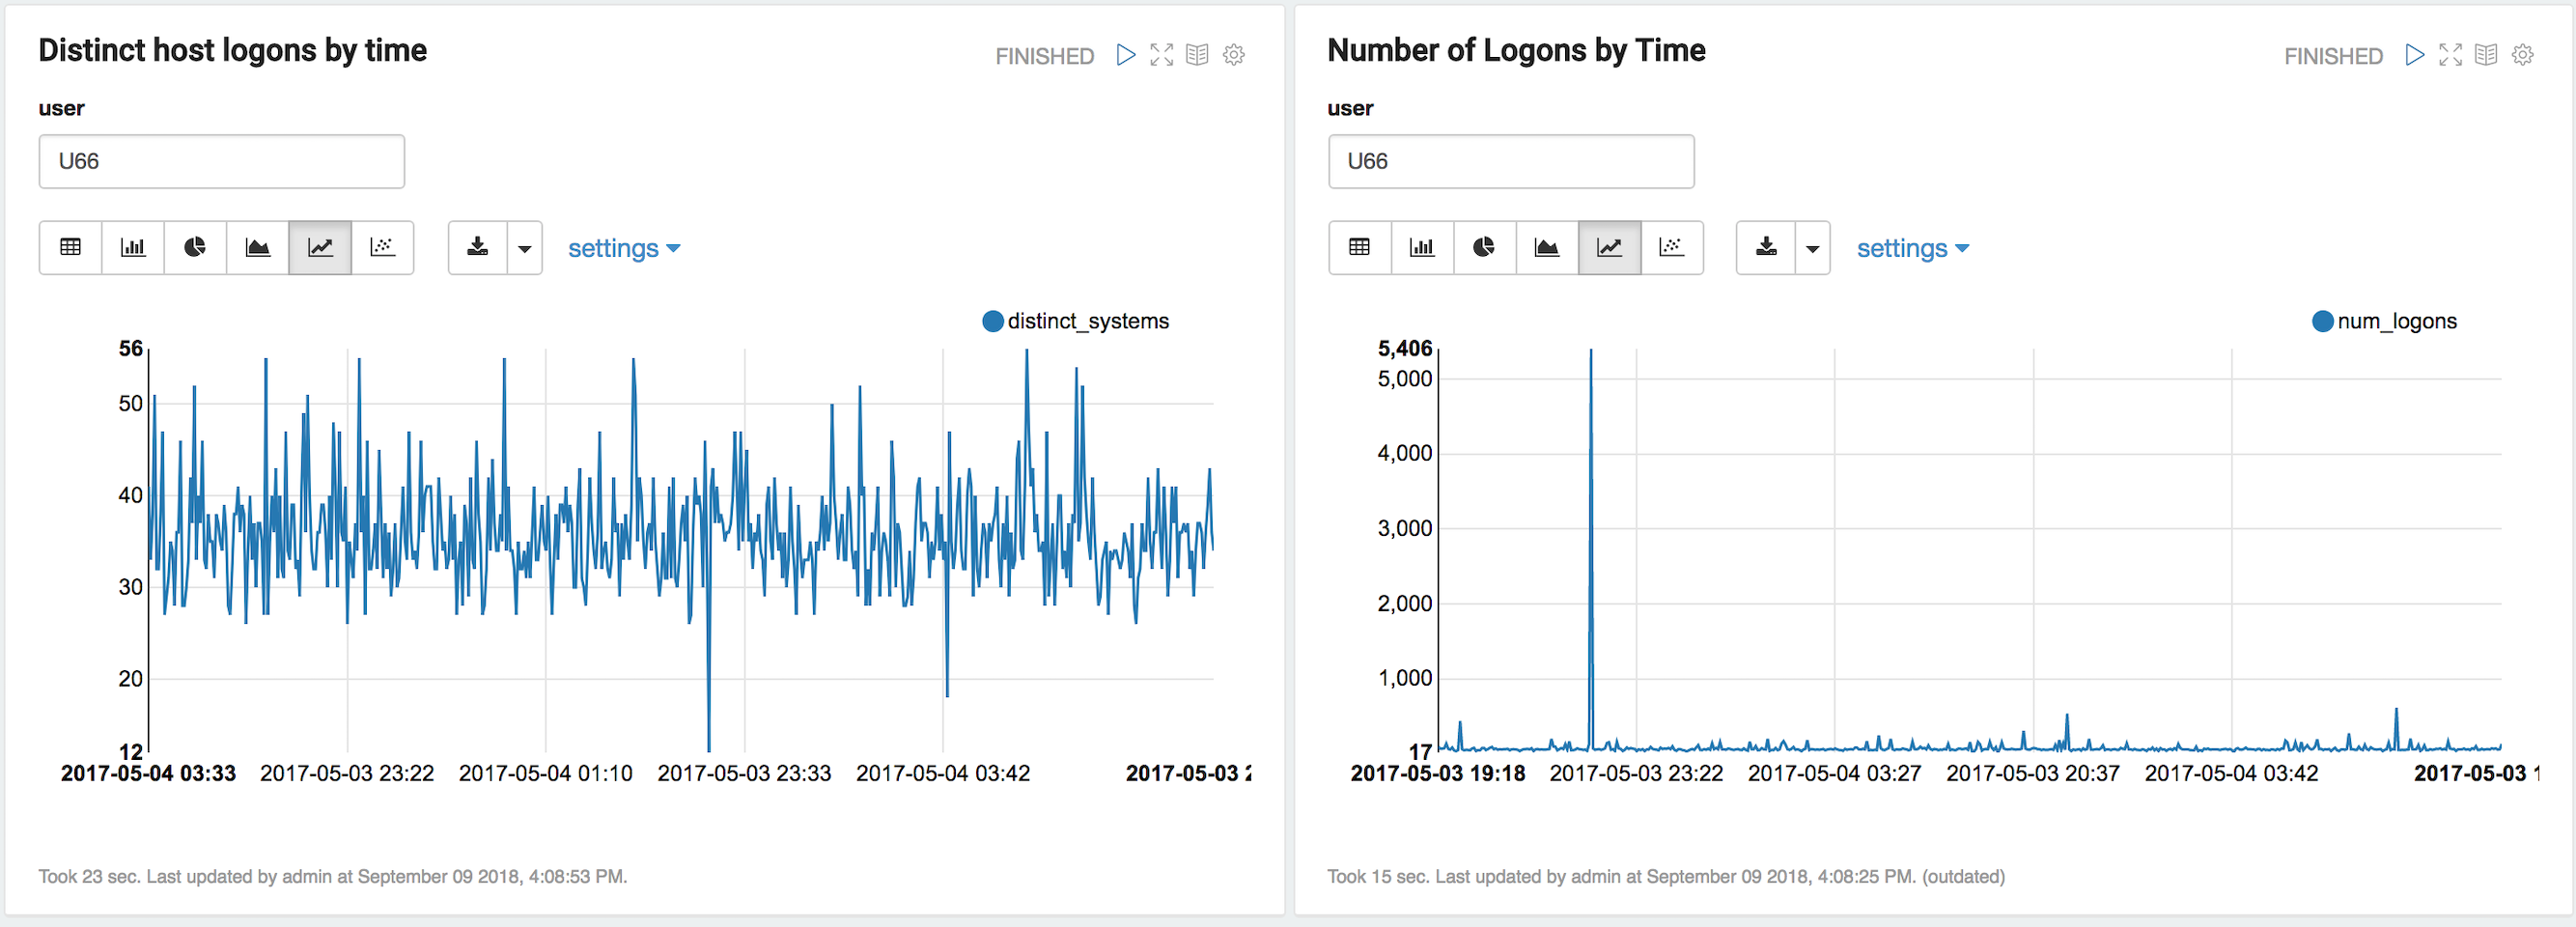 Distinct host logons by time
FINISHED
user
U66
settings
distinct_systems
56
50
40
30
20
12
2017-05-04 03:33 2017-05-03 23:22 2017-05-04 01:10 2017-05-03 23:33 2017-05-04 03:42 2017-05-03
Took 23 sec. Last updated by admin at September 09 2018, 4:08:53 PM.
Number of Logons by Time
FINISHED
user
U66
settings
num_logons
5,406
5,000
4,000
3,000
2,000
1,000
17
2017-05-03 19:18 2017-05-03 23:22 2017-05-04 03:27 2017-05-03 20:37 2017-05-04 03:42 2017-05-03
Took 15 sec. Last updated by admin at September 09 2018, 4:08:25 PM. (outdated)